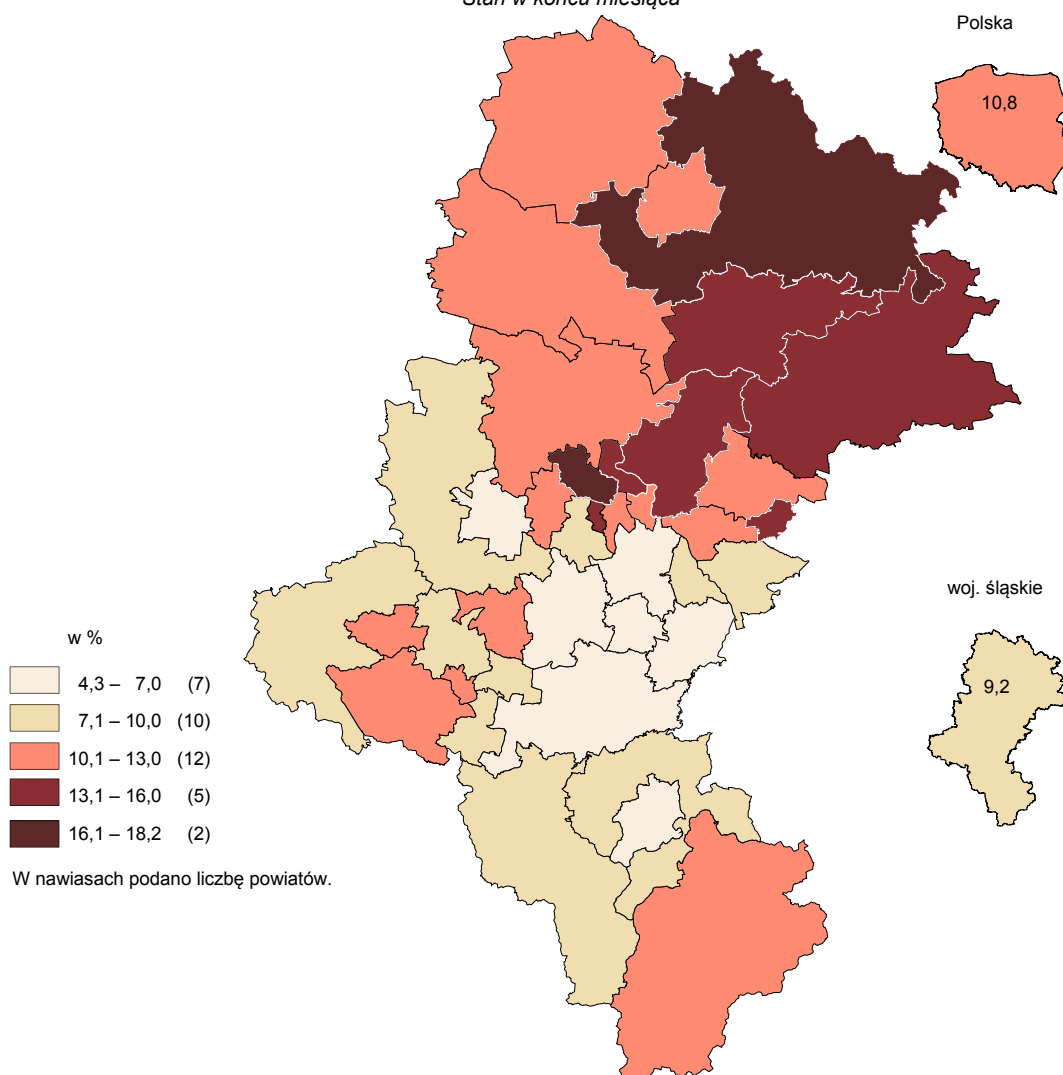 Stan w końcu miesiąca
Polska
10,8
woj. śląskie
9,2
w %
4,3 – 7,0 (7)
7,1 – 10,0 (10)
10,1 – 13,0 (12)
13,1 – 16,0 (5)
16,1 – 18,2 (2)
W nawiasach podano liczbę powiatów.